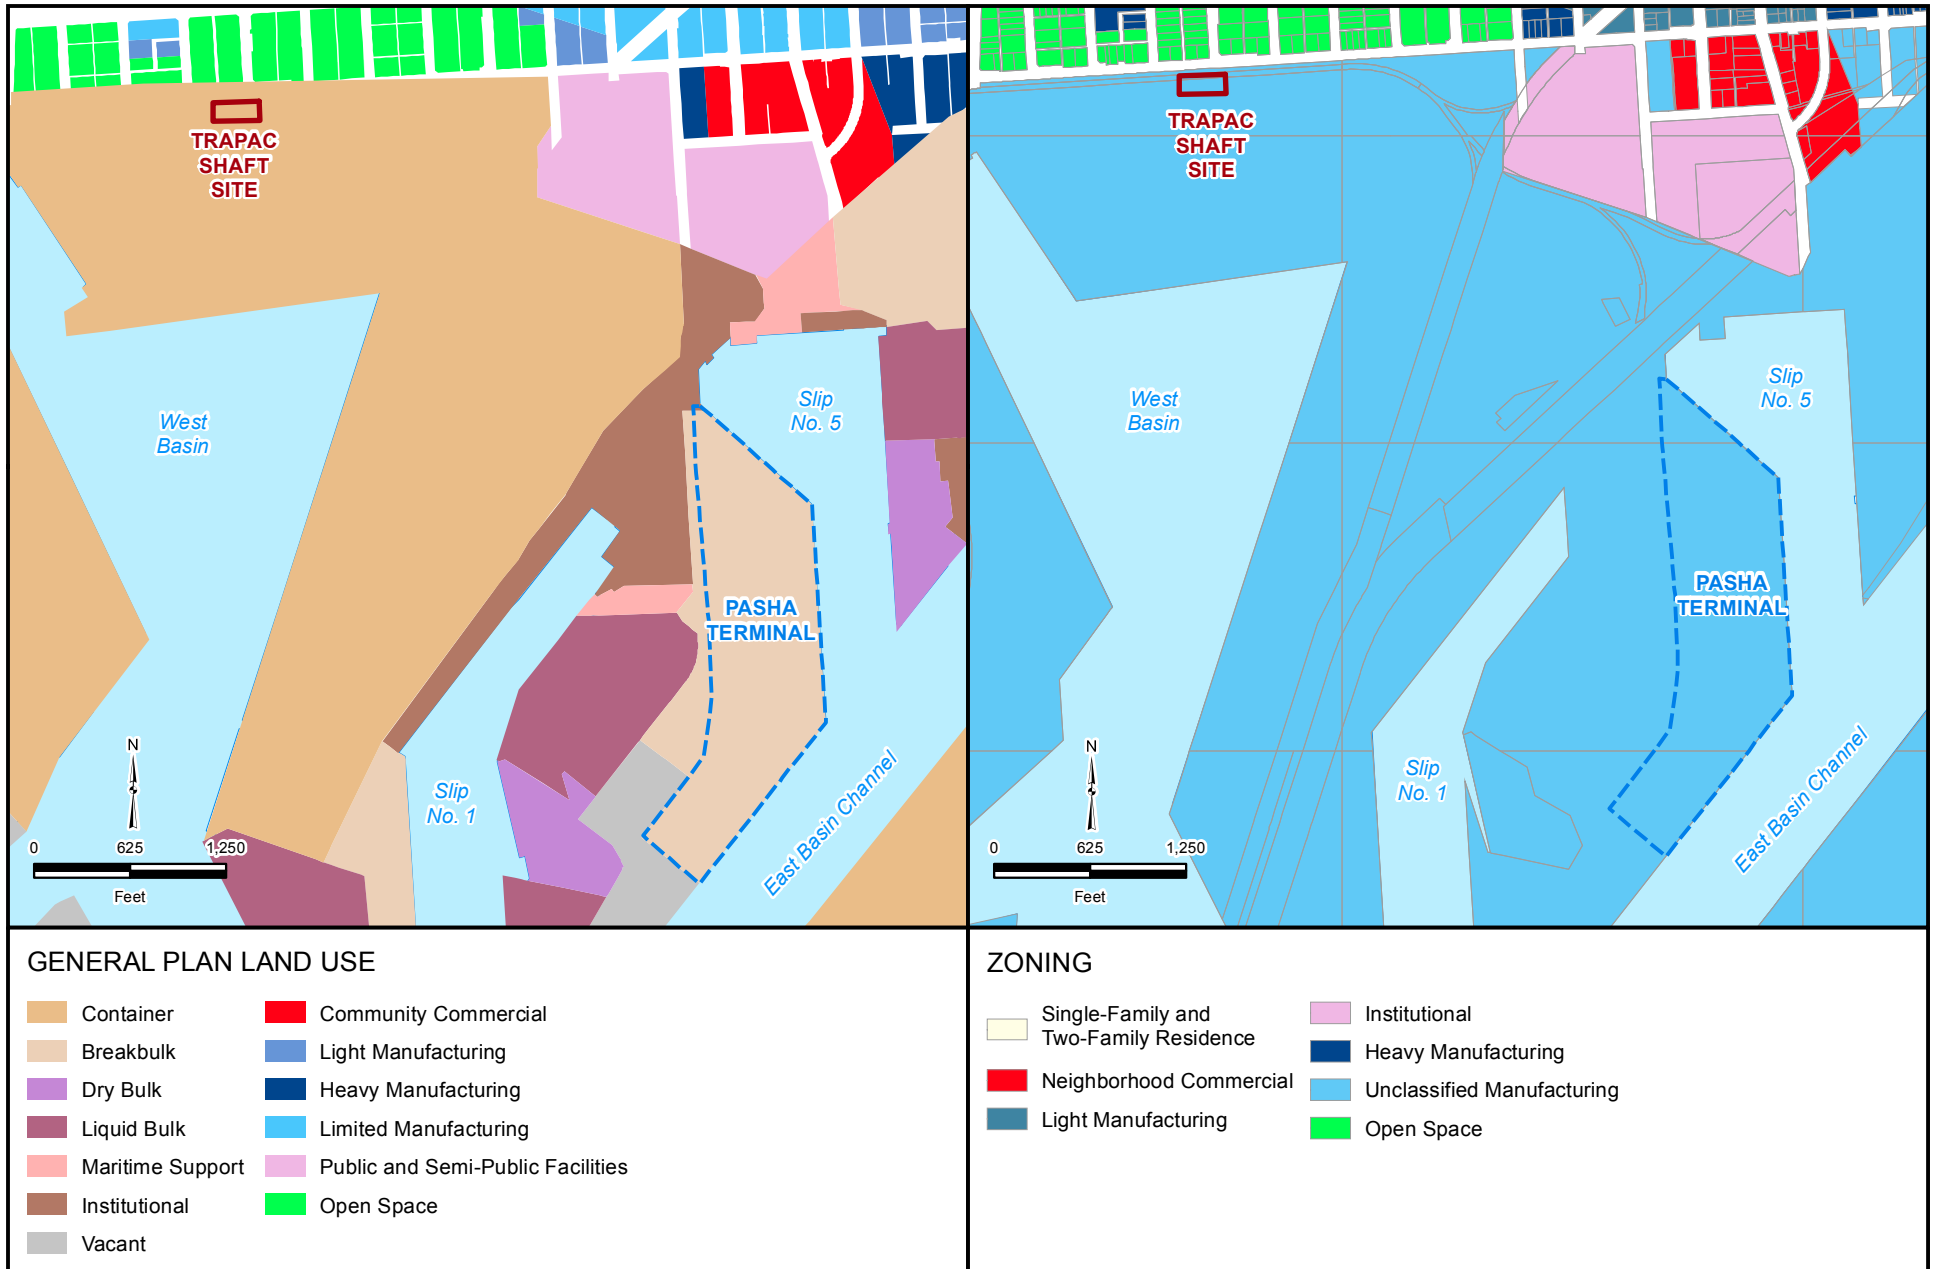 TRAPAC
SHAFT
SITE
West
Basin
Slip
No. 5
PASHA
TERMINAL
Slip
No. 1
East Basin Channel
N
0 625 1,250
Feet
TRAPAC
SHAFT
SITE
West
Basin
Slip
No. 5
PASHA
TERMINAL
Slip
No. 1
East Basin Channel
N
0 625 1,250
Feet
GENERAL PLAN LAND USE
Container
Breakbulk
Dry Bulk
Liquid Bulk
Maritime Support
Institutional
Vacant
Community Commercial
Light Manufacturing
Heavy Manufacturing
Limited Manufacturing
Public and Semi-Public Facilities
Open Space
ZONING
Single-Family and
Two-Family Residence
Neighborhood Commercial
Light Manufacturing
Institutional
Heavy Manufacturing
Unclassified Manufacturing
Open Space